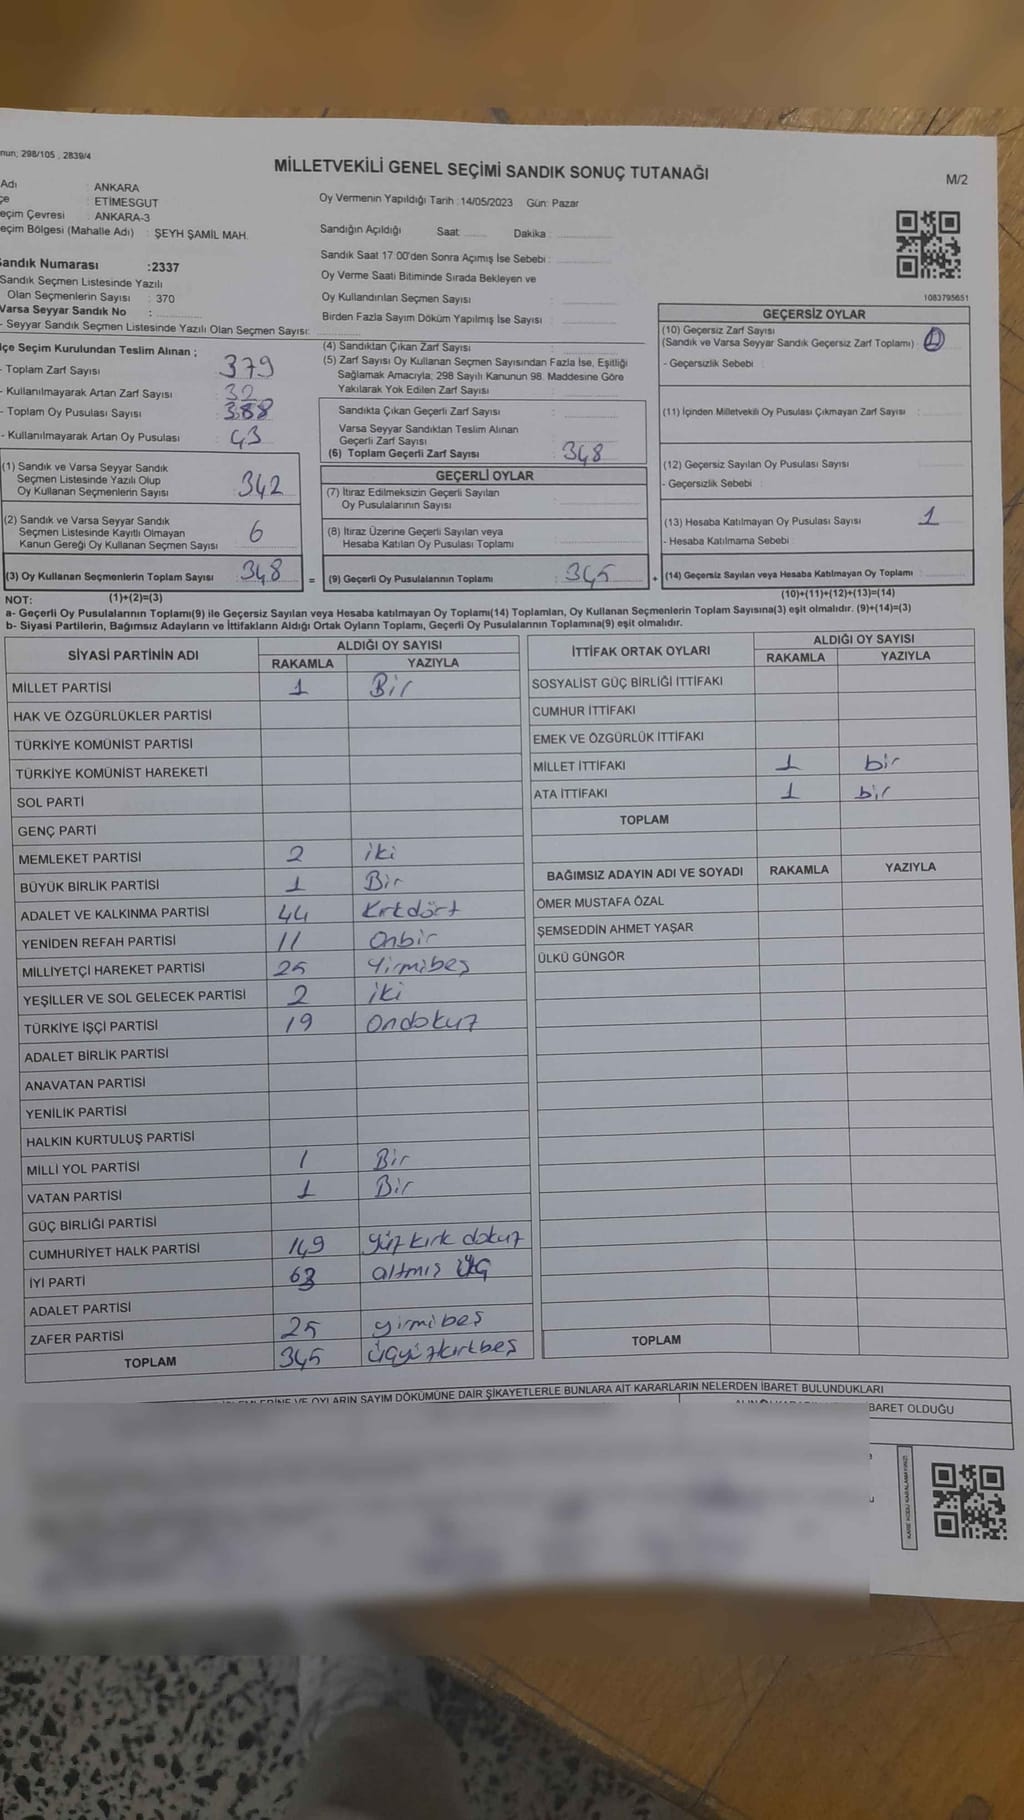 nun; 298/105 , 2839/4
MİLLETVEKİLİ GENEL SEÇİMİ SANDIK SONUÇ TUTANAĞI
M/2
Adı : ANKARA
çe : ETİMESGUT
eçim Çevresi : ANKARA-3
eçim Bölgesi (Mahalle Adı) : ŞEYH ŞAMİL MAH.
andık Numarası :2337
Sandık Seçmen Listesinde Yazılı
Olan Seçmenlerin Sayısı : 370
Varsa Seyyar Sandık No :
- Seyyar Sandık Seçmen Listesinde Yazılı Olan Seçmen Sayısı:
Oy Vermenin Yapıldığı Tarih :14/05/2023 Gün: Pazar
Sandığın Açıldığı Saat Dakika :
Sandık Saat 17:00'den Sonra Açımış İse Sebebi :
Oy Verme Saati Bitiminde Sırada Bekleyen ve
Oy Kullandırılan Seçmen Sayısı :
Birden Fazla Sayım Döküm Yapılmış İse Sayısı :
1083795651
lçe Seçim Kurulundan Teslim Alınan ;
- Toplam Zarf Sayısı : 379
- Kullanılmayarak Artan Zarf Sayısı : 32
- Toplam Oy Pusulası Sayısı : 388
- Kullanılmayarak Artan Oy Pusulası : 43
(1) Sandık ve Varsa Seyyar Sandık
Seçmen Listesinde Yazılı Olup
Oy Kullanan Seçmenlerin Sayısı : 342
(2) Sandık ve Varsa Seyyar Sandık
Seçmen Listesinde Kayıtlı Olmayan
Kanun Gereği Oy Kullanan Seçmen Sayısı : 6
(3) Oy Kullanan Seçmenlerin Toplam Sayısı : 348
(4) Sandıktan Çıkan Zarf Sayısı :
(5) Zarf Sayısı Oy Kullanan Seçmen Sayısından Fazla İse, Eşitliği
Sağlamak Amacıyla; 298 Sayılı Kanunun 98. Maddesine Göre
Yakılarak Yok Edilen Zarf Sayısı :
Sandıkta Çıkan Geçerli Zarf Sayısı :
Varsa Seyyar Sandıktan Teslim Alınan
Geçerli Zarf Sayısı :
(6) Toplam Geçerli Zarf Sayısı : 348
GEÇERLİ OYLAR
(7) İtiraz Edilmeksizin Geçerli Sayılan
Oy Pusulalarının Sayısı :
(8) İtiraz Üzerine Geçerli Sayılan veya
Hesaba Katılan Oy Pusulası Toplamı :
= (9) Geçerli Oy Pusulalarının Toplamı : 345
GEÇERSİZ OYLAR
(10) Geçersiz Zarf Sayısı
(Sandık ve Varsa Seyyar Sandık Geçersiz Zarf Toplamı) :
- Geçersizlik Sebebi :
(11) İçinden Milletvekili Oy Pusulası Çıkmayan Zarf Sayısı :
(12) Geçersiz Sayılan Oy Pusulası Sayısı :
- Geçersizlik Sebebi :
(13) Hesaba Katılmayan Oy Pusulası Sayısı : 1
- Hesaba Katılmama Sebebi :
+ (14) Geçersiz Sayılan veya Hesaba Katılmayan Oy Toplamı :
NOT: (1)+(2)=(3) (10)+(11)+(12)+(13)=(14)
a- Geçerli Oy Pusulalarının Toplamı(9) ile Geçersiz Sayılan veya Hesaba katılmayan Oy Toplamı(14) Toplamları, Oy Kullanan Seçmenlerin Toplam Sayısına(3) eşit olmalıdır. (9)+(14)=(3)
b- Siyasi Partilerin, Bağımsız Adayların ve İttifakların Aldığı Ortak Oyların Toplamı, Geçerli Oy Pusulalarının Toplamına(9) eşit olmalıdır.
SİYASİ PARTİNİN ADI ALDIĞI OY SAYISI
RAKAMLA YAZIYLA
MİLLET PARTİSİ 1 Bir
HAK VE ÖZGÜRLÜKLER PARTİSİ
TÜRKİYE KOMÜNİST PARTİSİ
TÜRKİYE KOMÜNİST HAREKETİ
SOL PARTİ
GENÇ PARTİ
MEMLEKET PARTİSİ 2 iki
BÜYÜK BİRLİK PARTİSİ 1 Bir
ADALET VE KALKINMA PARTİSİ 44 Kırkdört
YENİDEN REFAH PARTİSİ 11 Onbir
MİLLİYETÇİ HAREKET PARTİSİ 25 Yirmibeş
YEŞİLLER VE SOL GELECEK PARTİSİ 2 iki
TÜRKİYE İŞÇİ PARTİSİ 19 Ondokuz
ADALET BİRLİK PARTİSİ
ANAVATAN PARTİSİ
YENİLİK PARTİSİ
HALKIN KURTULUŞ PARTİSİ
MİLLİ YOL PARTİSİ 1 Bir
VATAN PARTİSİ 1 Bir
GÜÇ BİRLİĞİ PARTİSİ
CUMHURİYET HALK PARTİSİ 149 yüz kırk dokuz
İYİ PARTİ 63 altmış üç
ADALET PARTİSİ
ZAFER PARTİSİ 25 yirmibeş
TOPLAM 345 üçyüzkırkbeş
İTTİFAK ORTAK OYLARI ALDIĞI OY SAYISI
RAKAMLA YAZIYLA
SOSYALİST GÜÇ BİRLİĞİ İTTİFAKI
CUMHUR İTTİFAKI
EMEK VE ÖZGÜRLÜK İTTİFAKI
MİLLET İTTİFAKI 1 bir
ATA İTTİFAKI 1 bir
TOPLAM
BAĞIMSIZ ADAYIN ADI VE SOYADI RAKAMLA YAZIYLA
ÖMER MUSTAFA ÖZAL
ŞEMSEDDİN AHMET YAŞAR
ÜLKÜ GÜNGÖR
TOPLAM
VE OYLARIN SAYIM DÖKÜMÜNE DAİR ŞİKAYETLERLE BUNLARA AİT KARARLARIN NELERDEN İBARET BULUNDUKLARI
BARET OLDUĞU
KARE KODU KARALAMAYINIZ!